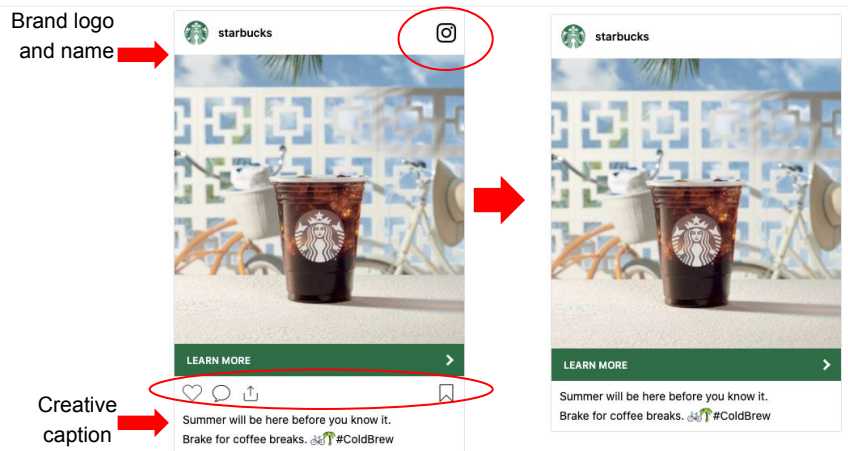 Brand logo
and name
starbucks
LEARN MORE
Summer will be here before you know it.
Brake for coffee breaks. 🚲🌴#ColdBrew
Creative
caption
starbucks
LEARN MORE
Summer will be here before you know it.
Brake for coffee breaks. 🚲🌴#ColdBrew